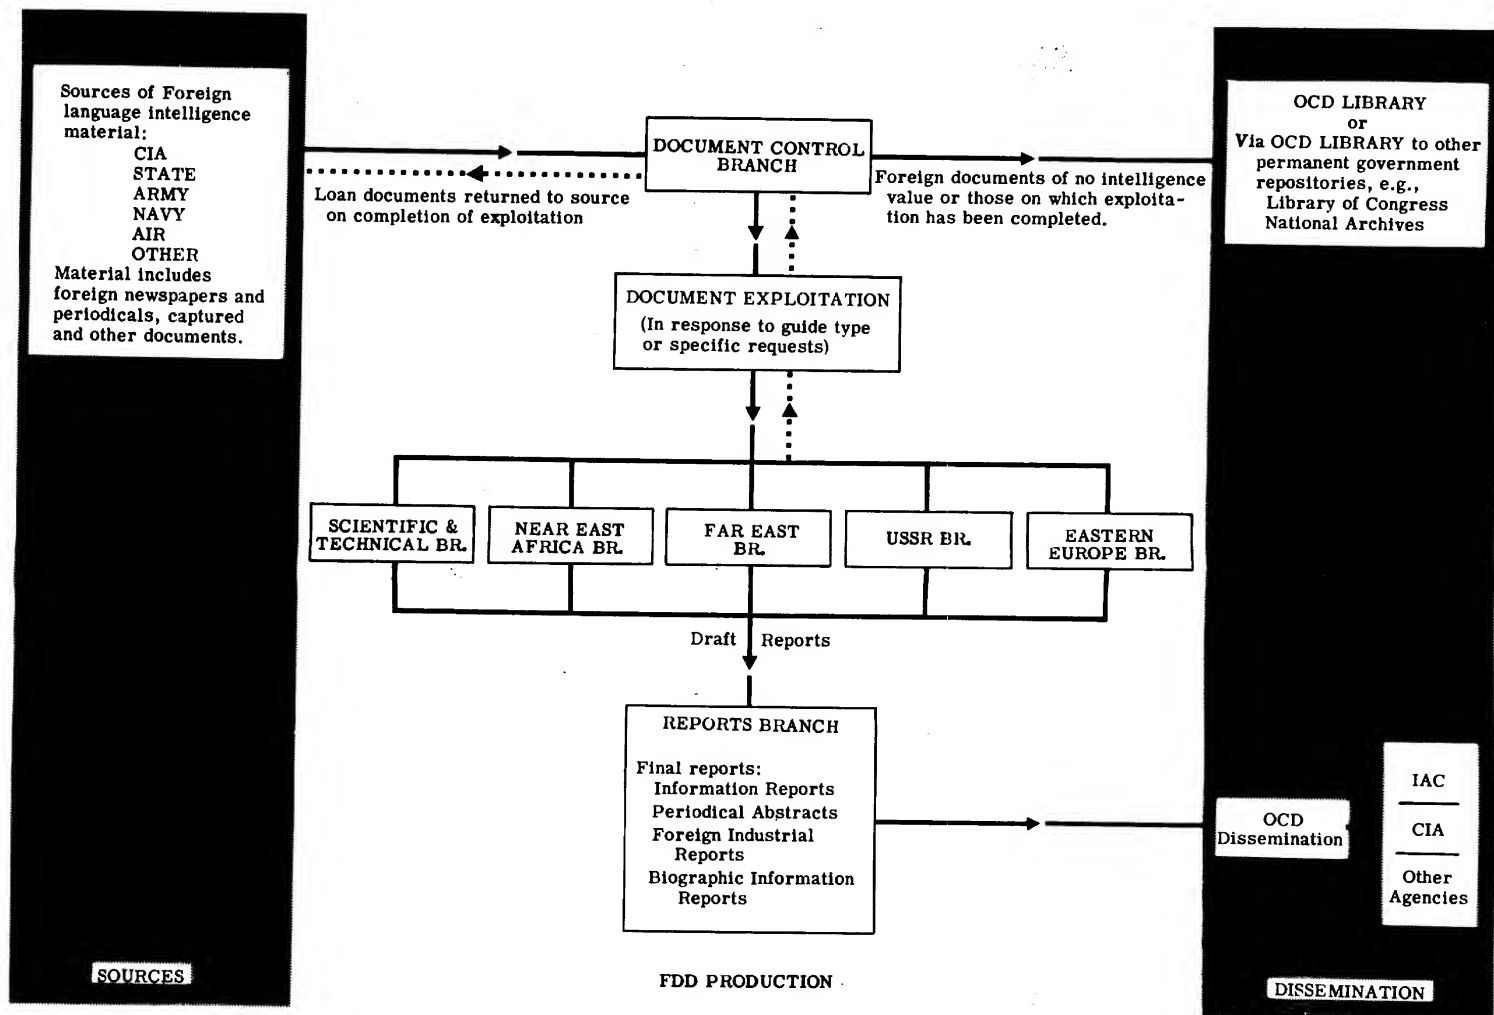 Sources of Foreign
language intelligence
material:
CIA
STATE
ARMY
NAVY
AIR
OTHER
Material includes
foreign newspapers and
periodicals, captured
and other documents.
SOURCES
Loan documents returned to source
on completion of exploitation
DOCUMENT CONTROL
BRANCH
Foreign documents of no intelligence
value or those on which exploita-
tion has been completed.
OCD LIBRARY
or
Via OCD LIBRARY to other
permanent government
repositories, e.g.,
Library of Congress
National Archives
DOCUMENT EXPLOITATION
(In response to guide type
or specific requests)
SCIENTIFIC &
TECHNICAL BR.
NEAR EAST
AFRICA BR.
FAR EAST
BR.
USSR BR.
EASTERN
EUROPE BR.
Draft Reports
REPORTS BRANCH
Final reports:
Information Reports
Periodical Abstracts
Foreign Industrial
Reports
Biographic Information
Reports
OCD
Dissemination
IAC
CIA
Other
Agencies
FDD PRODUCTION
DISSEMINATION